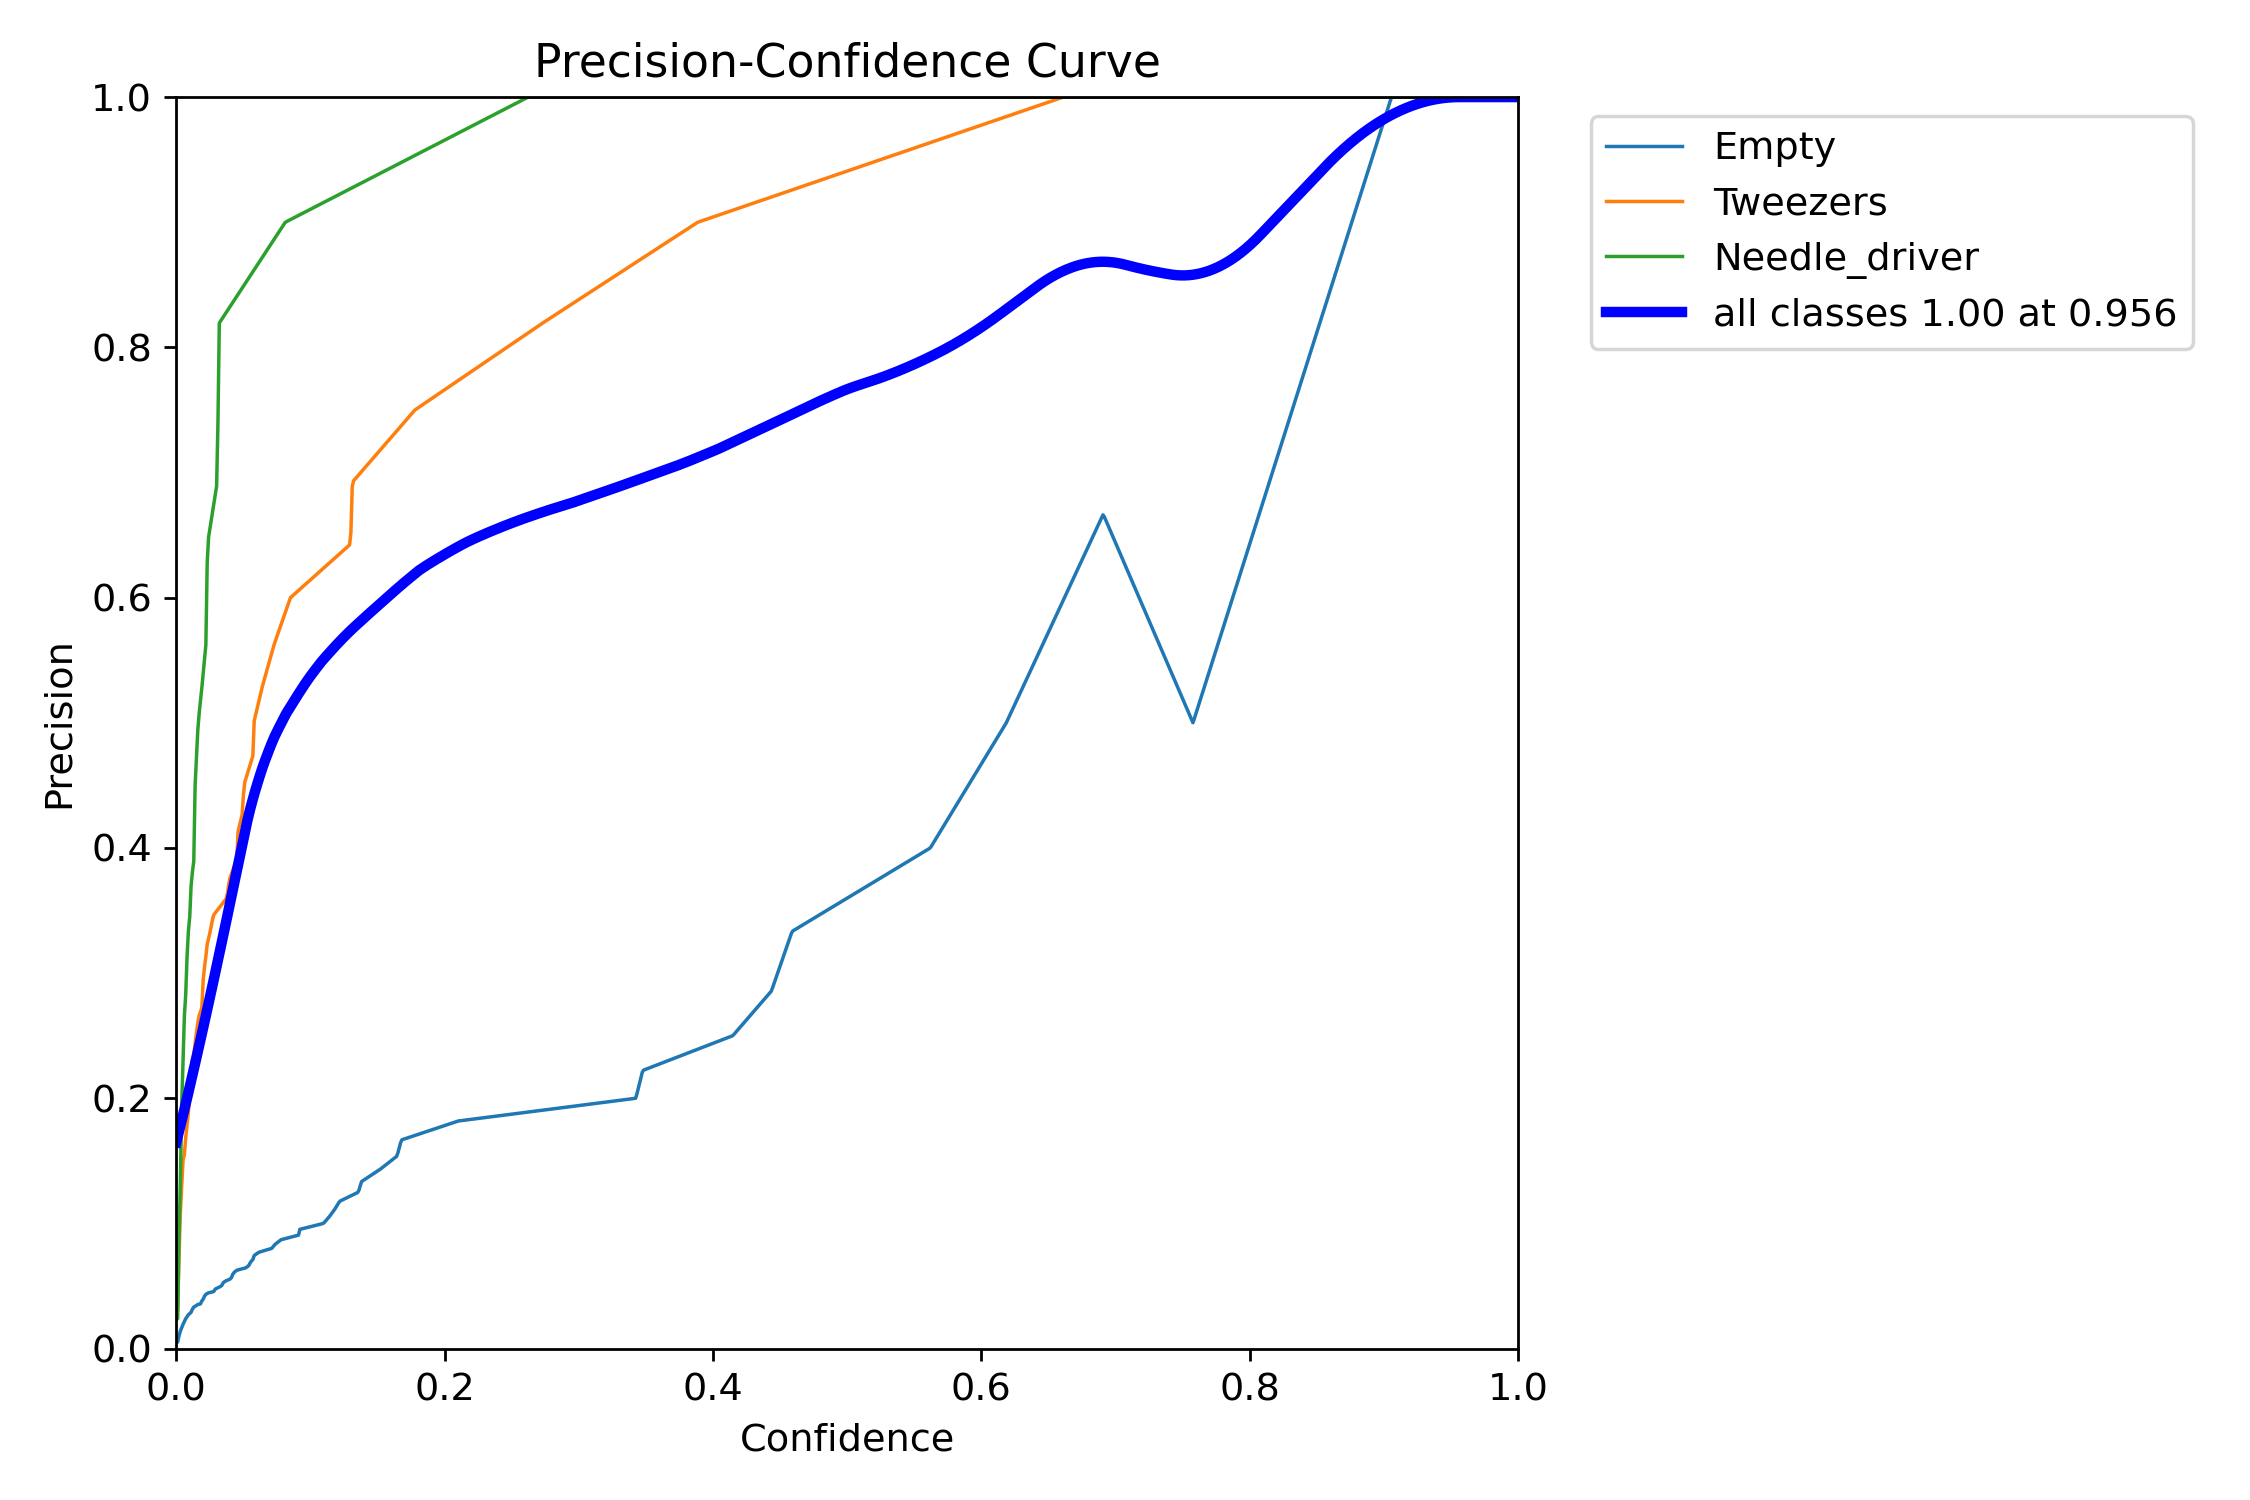 Precision-Confidence Curve
1.0
0.8
0.6
0.4
0.2
0.0
Precision
0.0 0.2 0.4 0.6 0.8 1.0
Confidence
Empty
Tweezers
Needle_driver
all classes 1.00 at 0.956